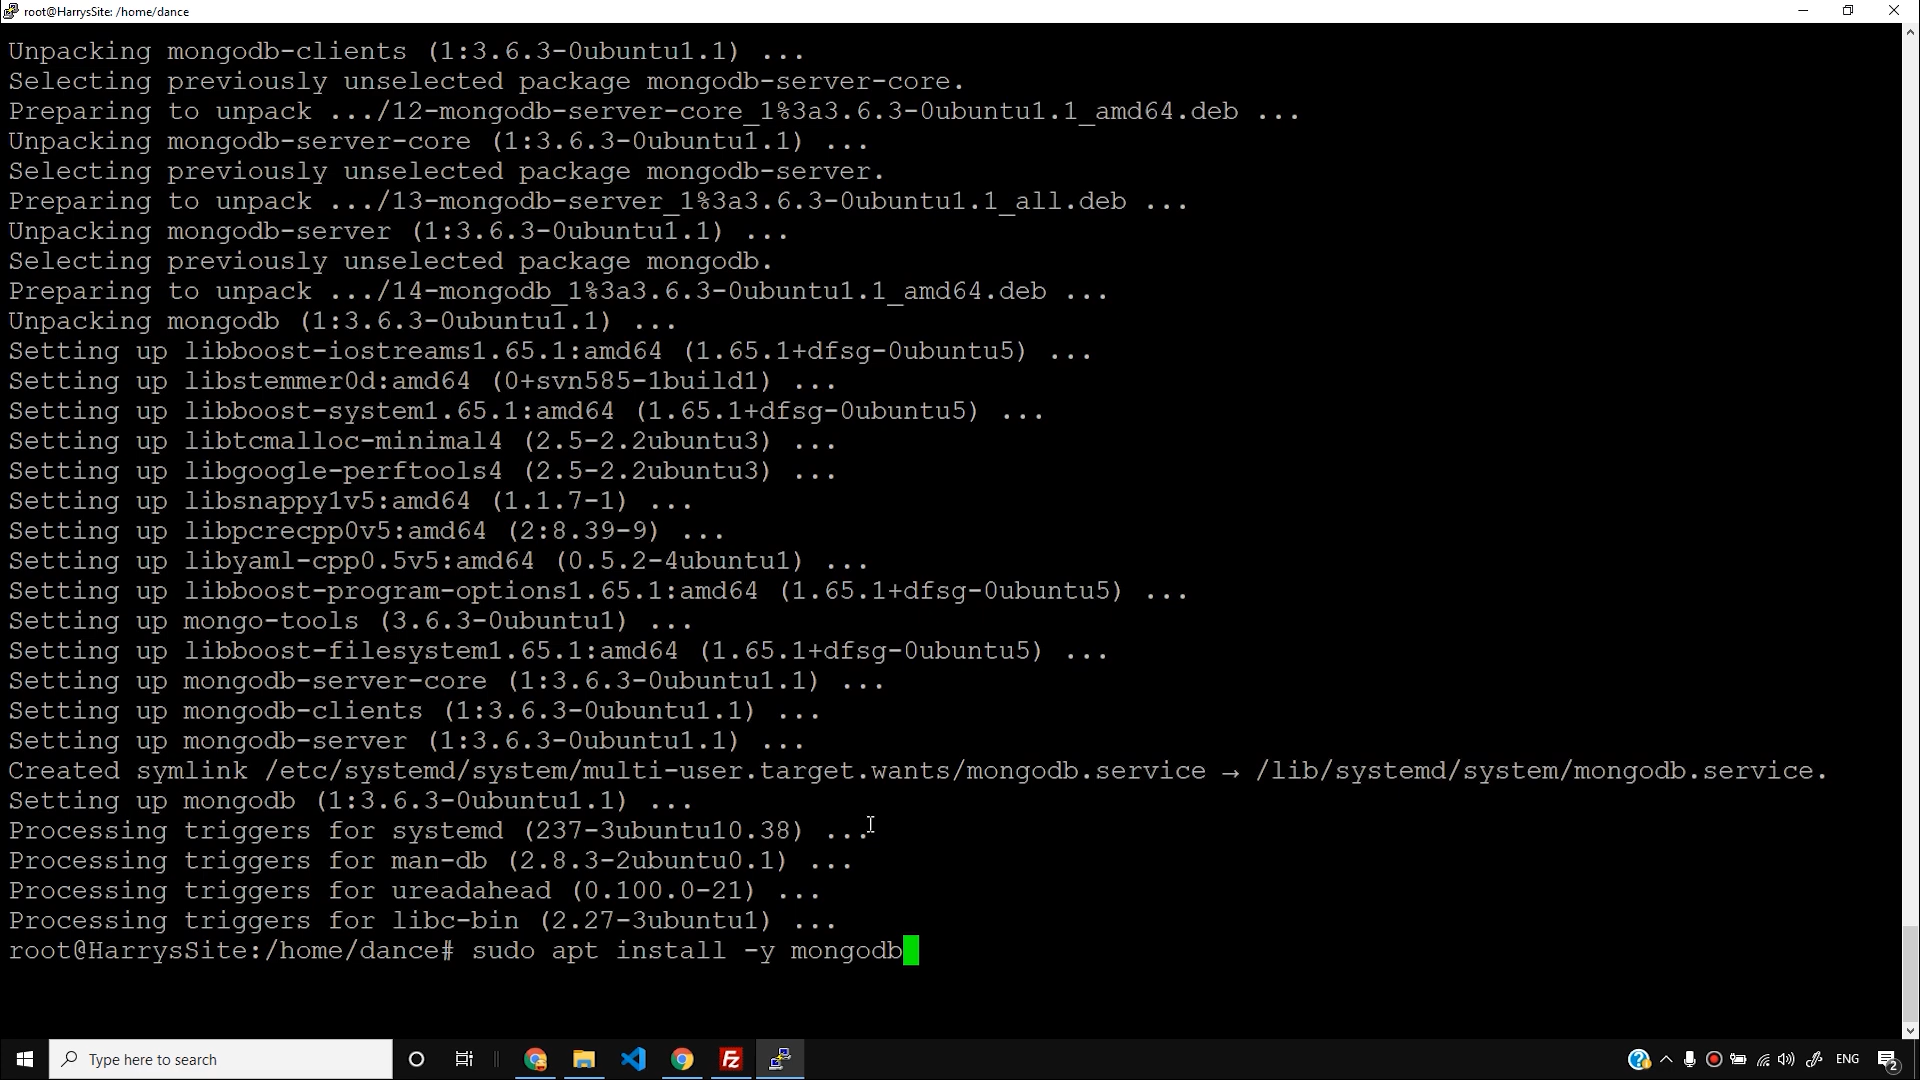 root@HarrysSite: /home/dance
Unpacking mongodb-clients (1:3.6.3-0ubuntu1.1) ...
Selecting previously unselected package mongodb-server-core.
Preparing to unpack .../12-mongodb-server-core_1%3a3.6.3-0ubuntu1.1_amd64.deb ...
Unpacking mongodb-server-core (1:3.6.3-0ubuntu1.1) ...
Selecting previously unselected package mongodb-server.
Preparing to unpack .../13-mongodb-server_1%3a3.6.3-0ubuntu1.1_all.deb ...
Unpacking mongodb-server (1:3.6.3-0ubuntu1.1) ...
Selecting previously unselected package mongodb.
Preparing to unpack .../14-mongodb_1%3a3.6.3-0ubuntu1.1_amd64.deb ...
Unpacking mongodb (1:3.6.3-0ubuntu1.1) ...
Setting up libboost-iostreams1.65.1:amd64 (1.65.1+dfsg-0ubuntu5) ...
Setting up libstemmer0d:amd64 (0+svn585-1build1) ...
Setting up libboost-system1.65.1:amd64 (1.65.1+dfsg-0ubuntu5) ...
Setting up libtcmalloc-minimal4 (2.5-2.2ubuntu3) ...
Setting up libgoogle-perftools4 (2.5-2.2ubuntu3) ...
Setting up libsnappy1v5:amd64 (1.1.7-1) ...
Setting up libpcrecpp0v5:amd64 (2:8.39-9) ...
Setting up libyaml-cpp0.5v5:amd64 (0.5.2-4ubuntu1) ...
Setting up libboost-program-options1.65.1:amd64 (1.65.1+dfsg-0ubuntu5) ...
Setting up mongo-tools (3.6.3-0ubuntu1) ...
Setting up libboost-filesystem1.65.1:amd64 (1.65.1+dfsg-0ubuntu5) ...
Setting up mongodb-server-core (1:3.6.3-0ubuntu1.1) ...
Setting up mongodb-clients (1:3.6.3-0ubuntu1.1) ...
Setting up mongodb-server (1:3.6.3-0ubuntu1.1) ...
Created symlink /etc/systemd/system/multi-user.target.wants/mongodb.service → /lib/systemd/system/mongodb.service.
Setting up mongodb (1:3.6.3-0ubuntu1.1) ...
Processing triggers for systemd (237-3ubuntu10.38) ...
Processing triggers for man-db (2.8.3-2ubuntu0.1) ...
Processing triggers for ureadahead (0.100.0-21) ...
Processing triggers for libc-bin (2.27-3ubuntu1) ...
root@HarrysSite:/home/dance# sudo apt install -y mongodb
Type here to search
ENG
2